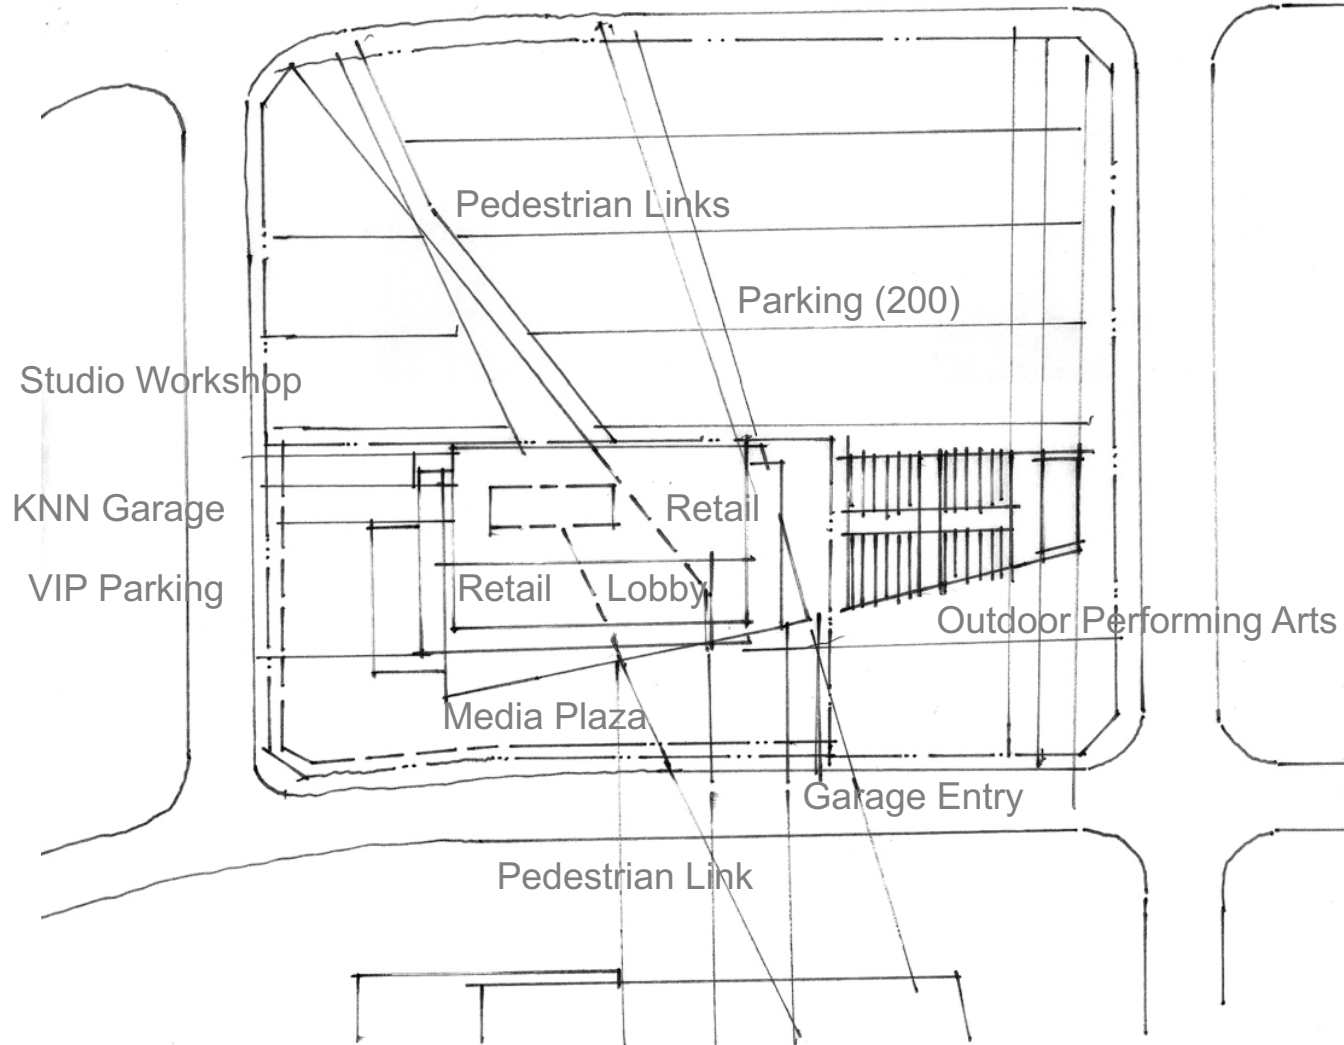 Pedestrian Links
Parking (200)
Studio Workshop
KNN Garage
Retail
VIP Parking
Retail
Lobby
Outdoor Performing Arts
Media Plaza
Garage Entry
Pedestrian Link